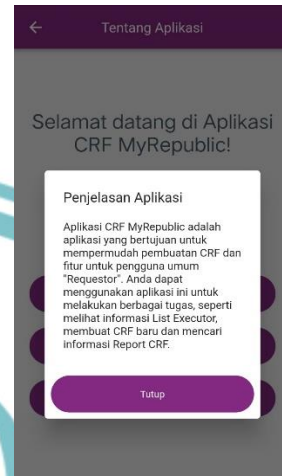 Tentang Aplikasi
Selamat datang di Aplikasi
CRF MyRepublic!
Penjelasan Aplikasi
Aplikasi CRF MyRepublic adalah
aplikasi yang bertujuan untuk
mempermudah pembuatan CRF dan
fitur untuk pengguna umum
"Requestor". Anda dapat
menggunakan aplikasi ini untuk
melakukan berbagai tugas, seperti
melihat informasi List Executor,
membuat CRF baru dan mencari
informasi Report CRF.
Tutup